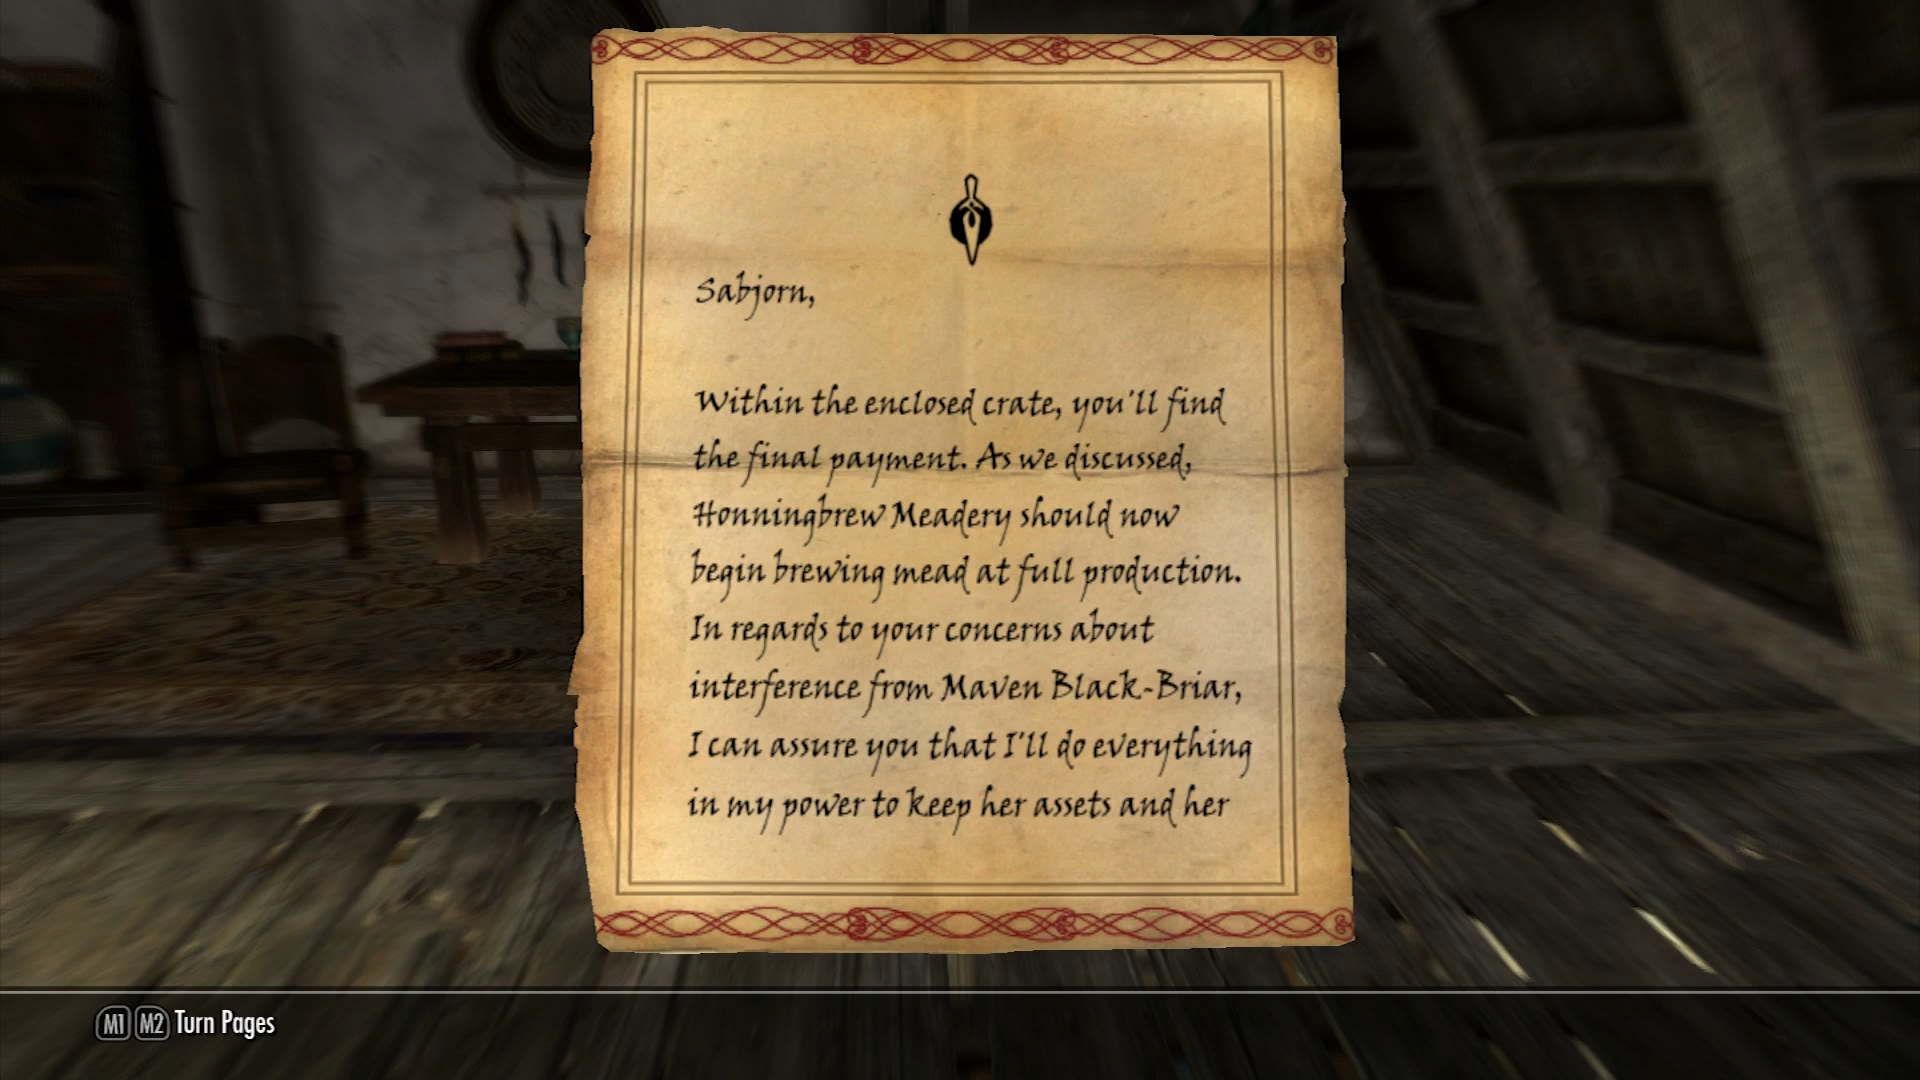 Sabjorn,
Within the enclosed crate, you'll find
the final payment. As we discussed,
Honningbrew Meadery should now
begin brewing mead at full production.
In regards to your concerns about
interference from Maven Black-Briar,
I can assure you that I'll do everything
in my power to keep her assets and her
M1 M2 Turn Pages